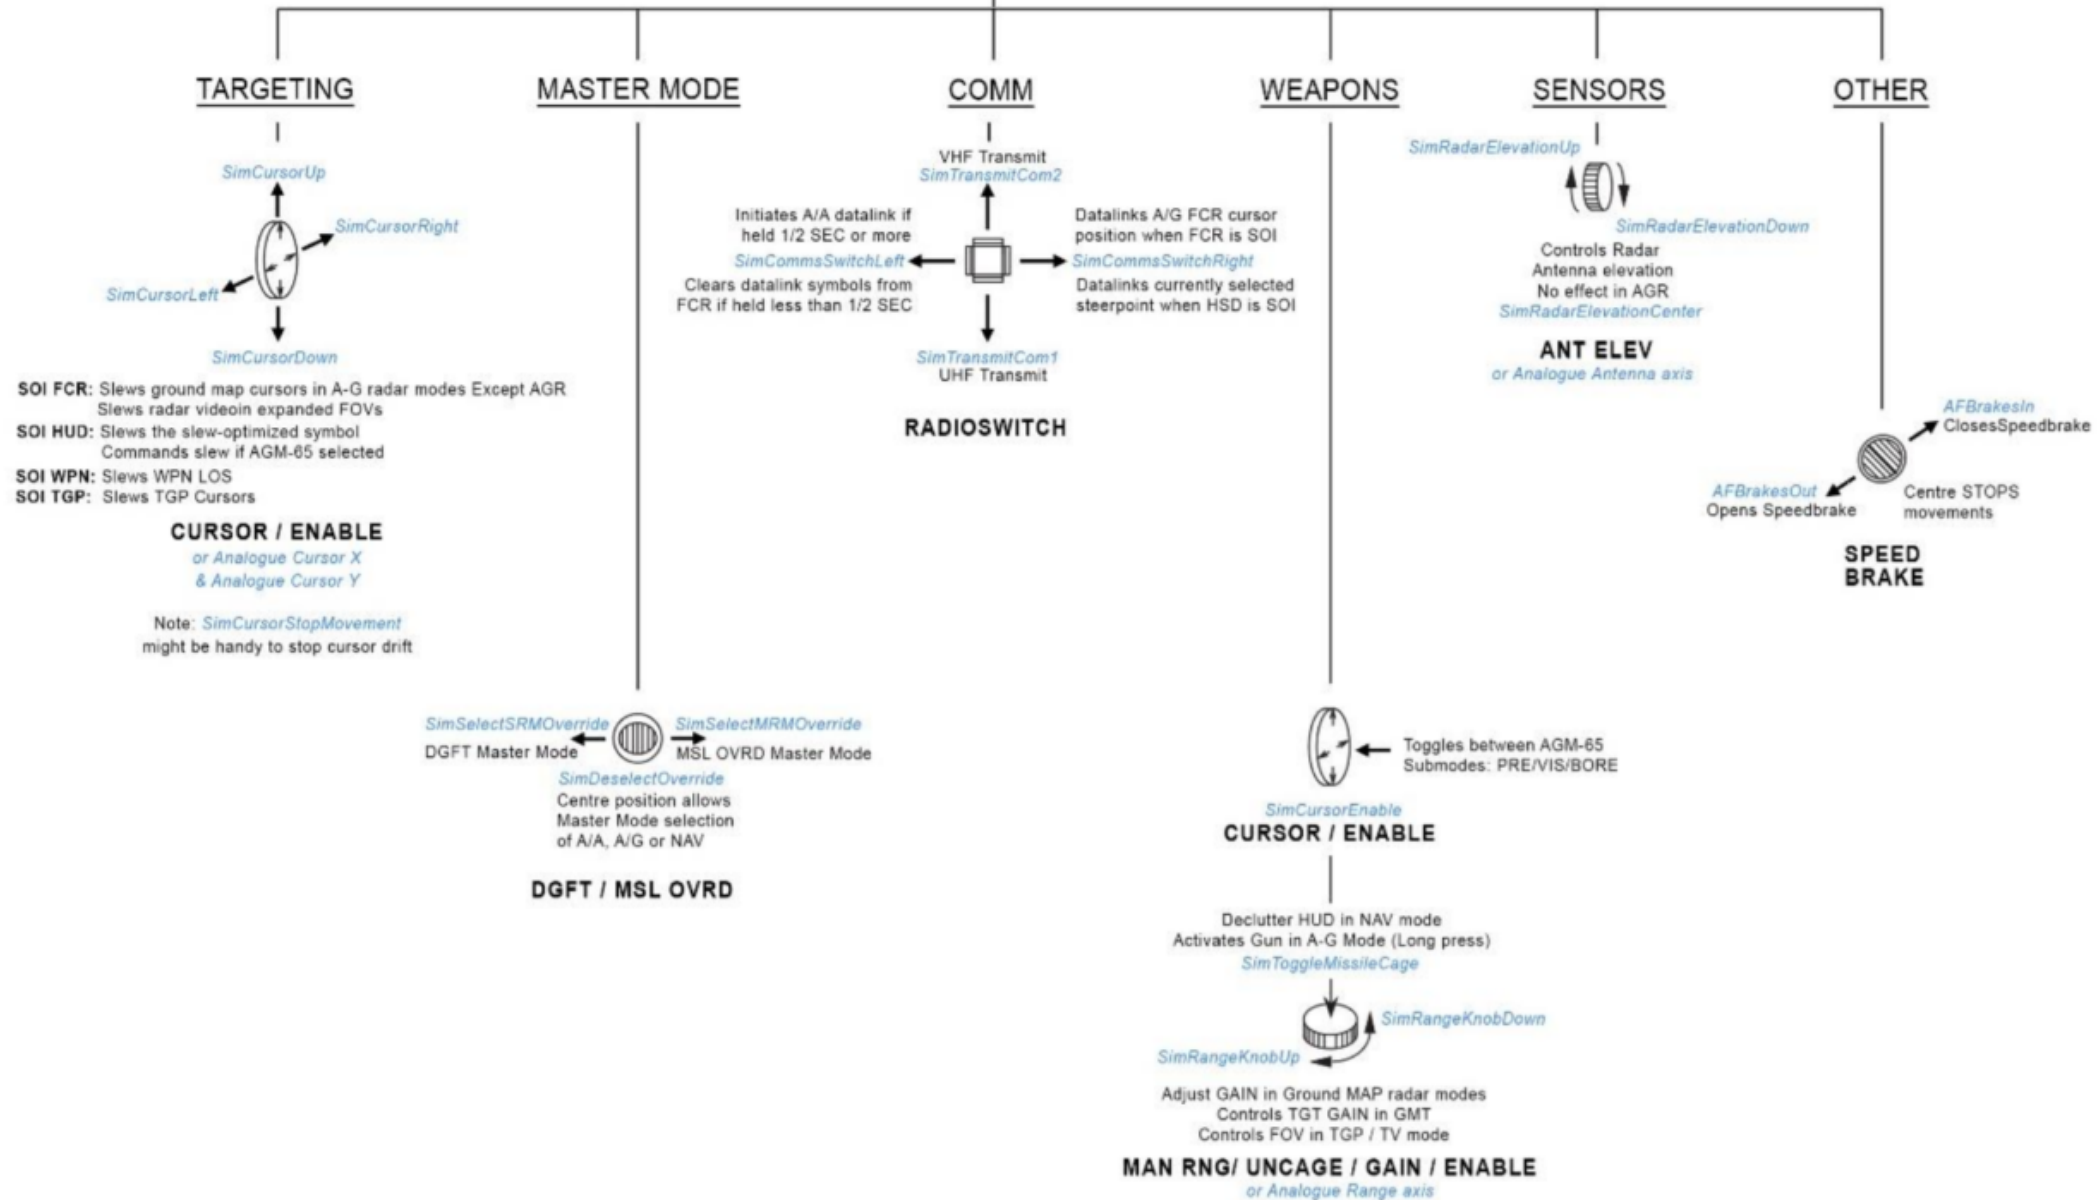 TARGETING
SimCursorUp
SimCursorRight
SimCursorLeft
SimCursorDown
SOI FCR: Slews ground map cursors in A-G radar modes Except AGR
Slews radar videoin expanded FOVs
SOI HUD: Slews the slew-optimized symbol
Commands slew if AGM-65 selected
SOI WPN: Slews WPN LOS
SOI TGP: Slews TGP Cursors
CURSOR / ENABLE
or Analogue Cursor X
& Analogue Cursor Y
Note: SimCursorStopMovement
might be handy to stop cursor drift
MASTER MODE
SimSelectSRMOverride
DGFT Master Mode
SimSelectMRMOverride
MSL OVRD Master Mode
SimDeselectOverride
Centre position allows
Master Mode selection
of A/A, A/G or NAV
DGFT / MSL OVRD
COMM
VHF Transmit
SimTransmitCom2
Initiates A/A datalink if
held 1/2 SEC or more
SimCommsSwitchLeft
Clears datalink symbols from
FCR if held less than 1/2 SEC
Datalinks A/G FCR cursor
position when FCR is SOI
SimCommsSwitchRight
Datalinks currently selected
steerpoint when HSD is SOI
SimTransmitCom1
UHF Transmit
RADIOSWITCH
WEAPONS
Toggles between AGM-65
Submodes: PRE/VIS/BORE
SimCursorEnable
CURSOR / ENABLE
Declutter HUD in NAV mode
Activates Gun in A-G Mode (Long press)
SimToggleMissileCage
SimRangeKnobDown
SimRangeKnobUp
Adjust GAIN in Ground MAP radar modes
Controls TGT GAIN in GMT
Controls FOV in TGP / TV mode
MAN RNG/ UNCAGE / GAIN / ENABLE
or Analogue Range axis
SENSORS
SimRadarElevationUp
SimRadarElevationDown
Controls Radar
Antenna elevation
No effect in AGR
SimRadarElevationCenter
ANT ELEV
or Analogue Antenna axis
OTHER
AFBrakesIn
ClosesSpeedbrake
AFBrakesOut
Opens Speedbrake
Centre STOPS
movements
SPEED
BRAKE